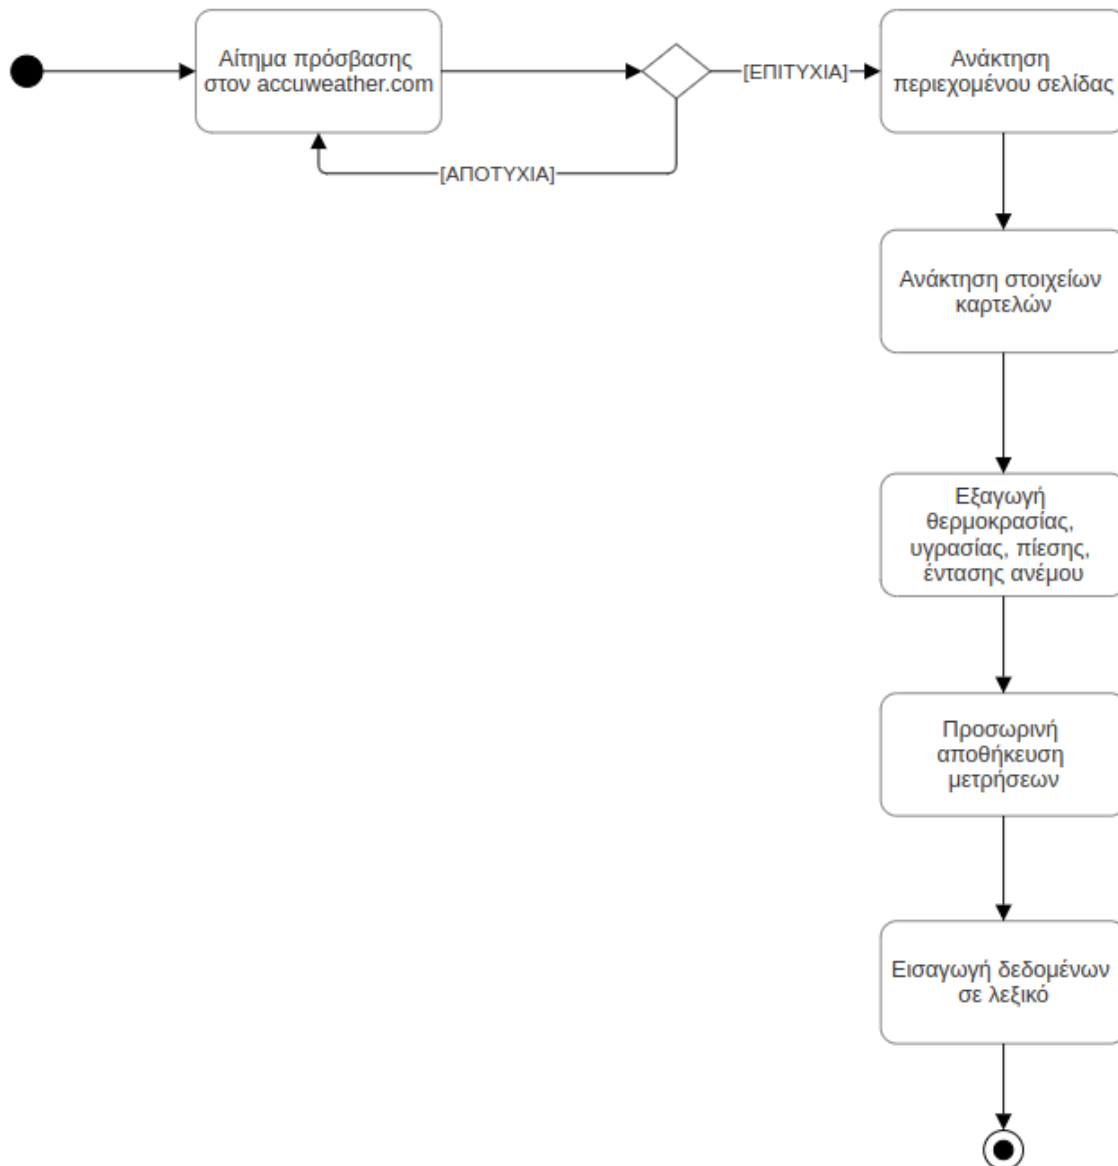 Αίτημα πρόσβασης
στον accuweather.com
[ΕΠΙΤΥΧΙΑ]
Ανάκτηση
περιεχομένου σελίδας
[ΑΠΟΤΥΧΙΑ]
Ανάκτηση στοιχείων
καρτελών
Εξαγωγή
θερμοκρασίας,
υγρασίας, πίεσης,
έντασης ανέμου
Προσωρινή
αποθήκευση
μετρήσεων
Εισαγωγή δεδομένων
σε λεξικό